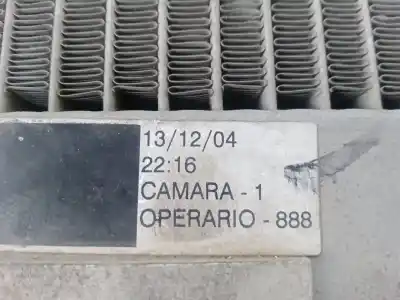 13/12/04
22:16
CAMARA - 1
OPERARIO - 888